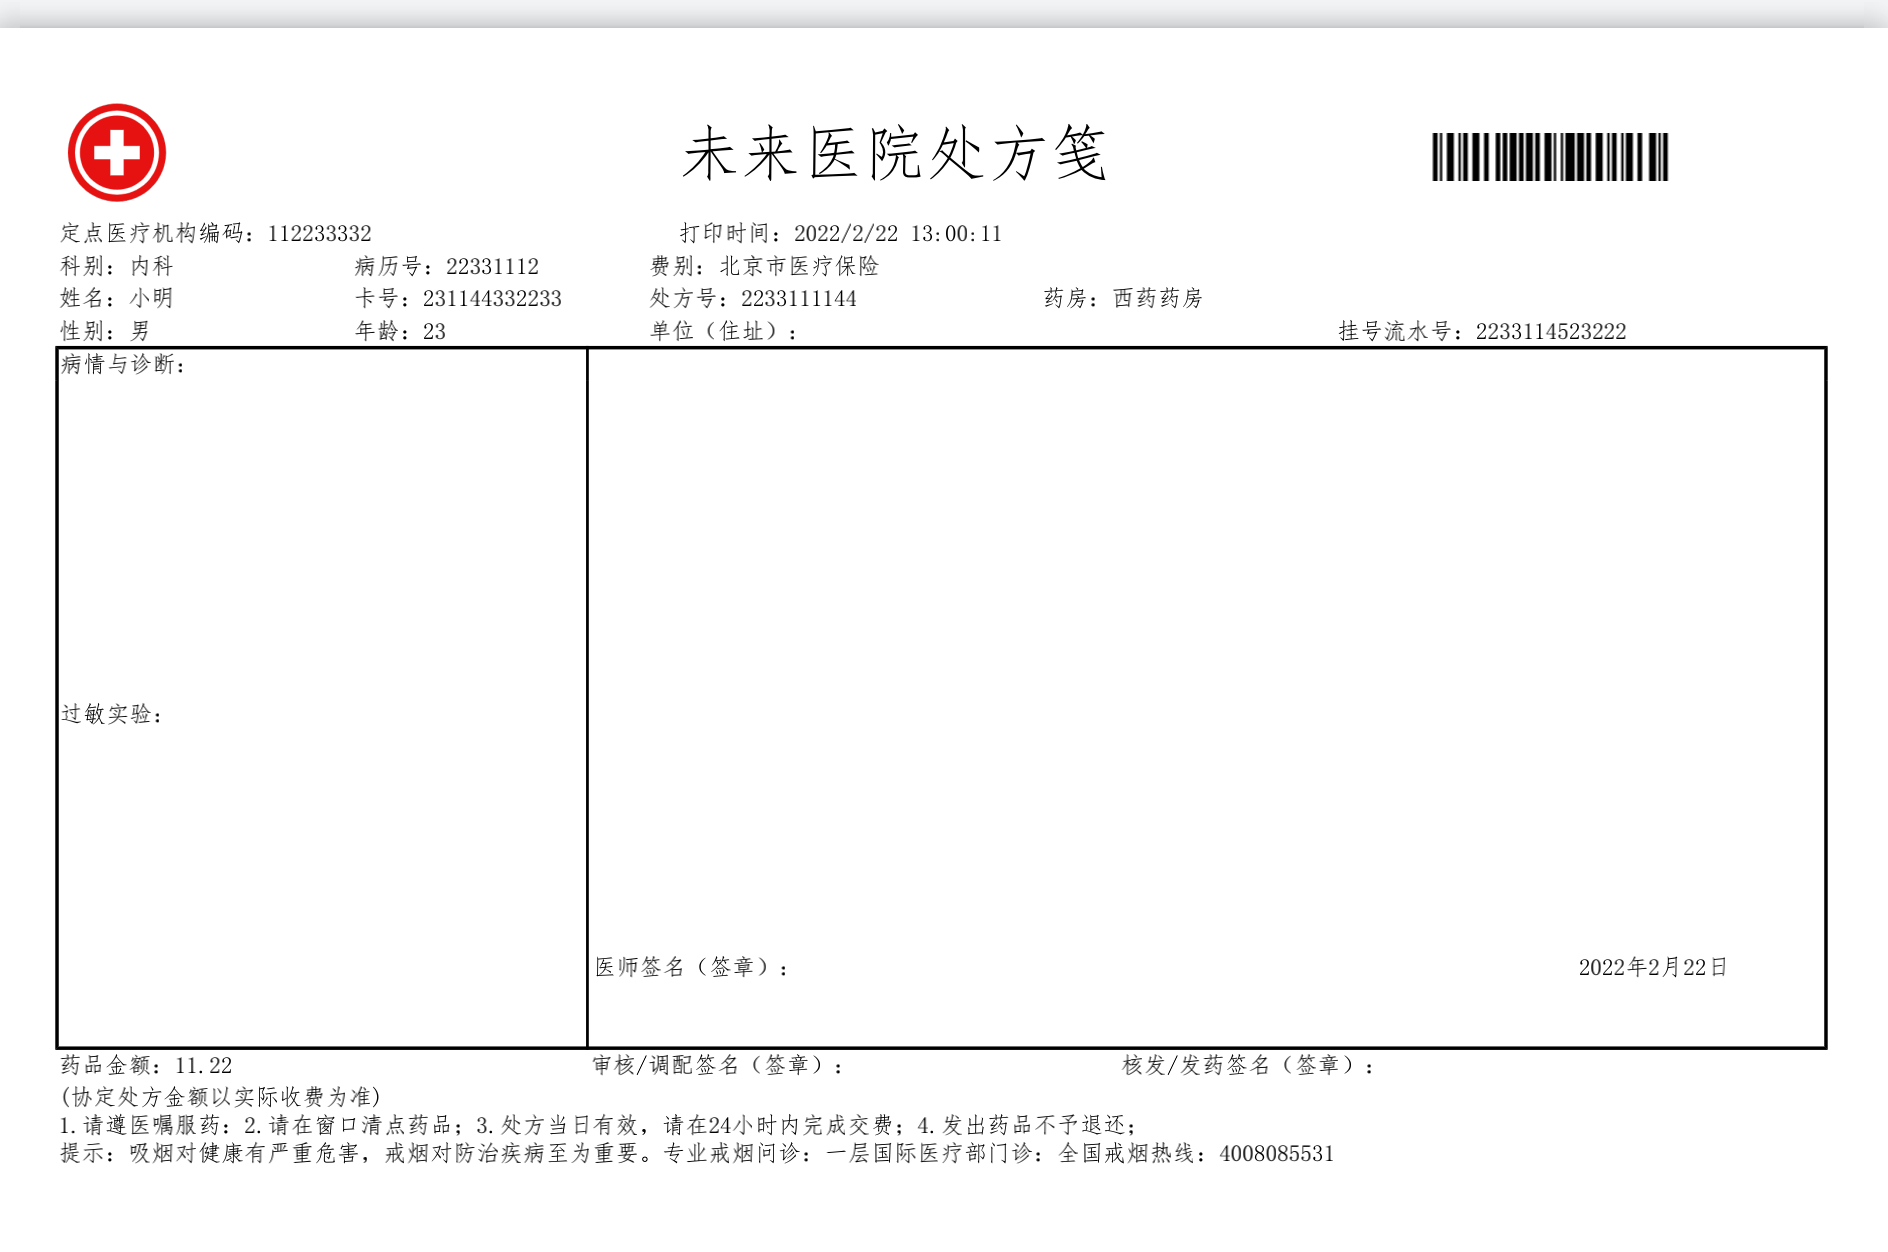 未来医院处方笺
定点医疗机构编码：112233332 打印时间：2022/2/22 13:00:11
科别：内科 病历号：22331112 费别：北京市医疗保险
姓名：小明 卡号：231144332233 处方号：2233111144 药房：西药药房
性别：男 年龄：23 单位（住址）： 挂号流水号：2233114523222
病情与诊断：
过敏实验：
医师签名（签章）： 2022年2月22日
药品金额：11.22 审核/调配签名（签章）： 核发/发药签名（签章）：
(协定处方金额以实际收费为准)
1.请遵医嘱服药：2.请在窗口清点药品；3.处方当日有效，请在24小时内完成交费；4.发出药品不予退还；
提示：吸烟对健康有严重危害，戒烟对防治疾病至为重要。专业戒烟问诊：一层国际医疗部门诊：全国戒烟热线：4008085531